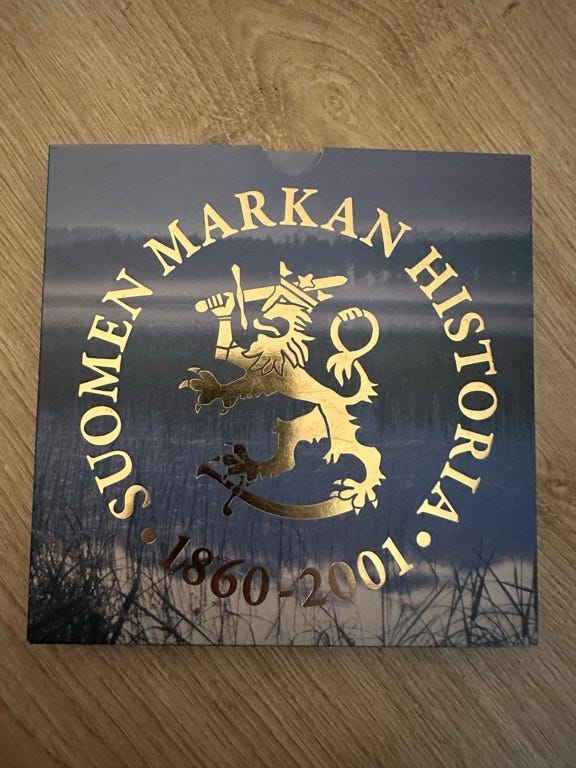 SUOMEN MARKAN HISTORIA
• 1860-2001 •